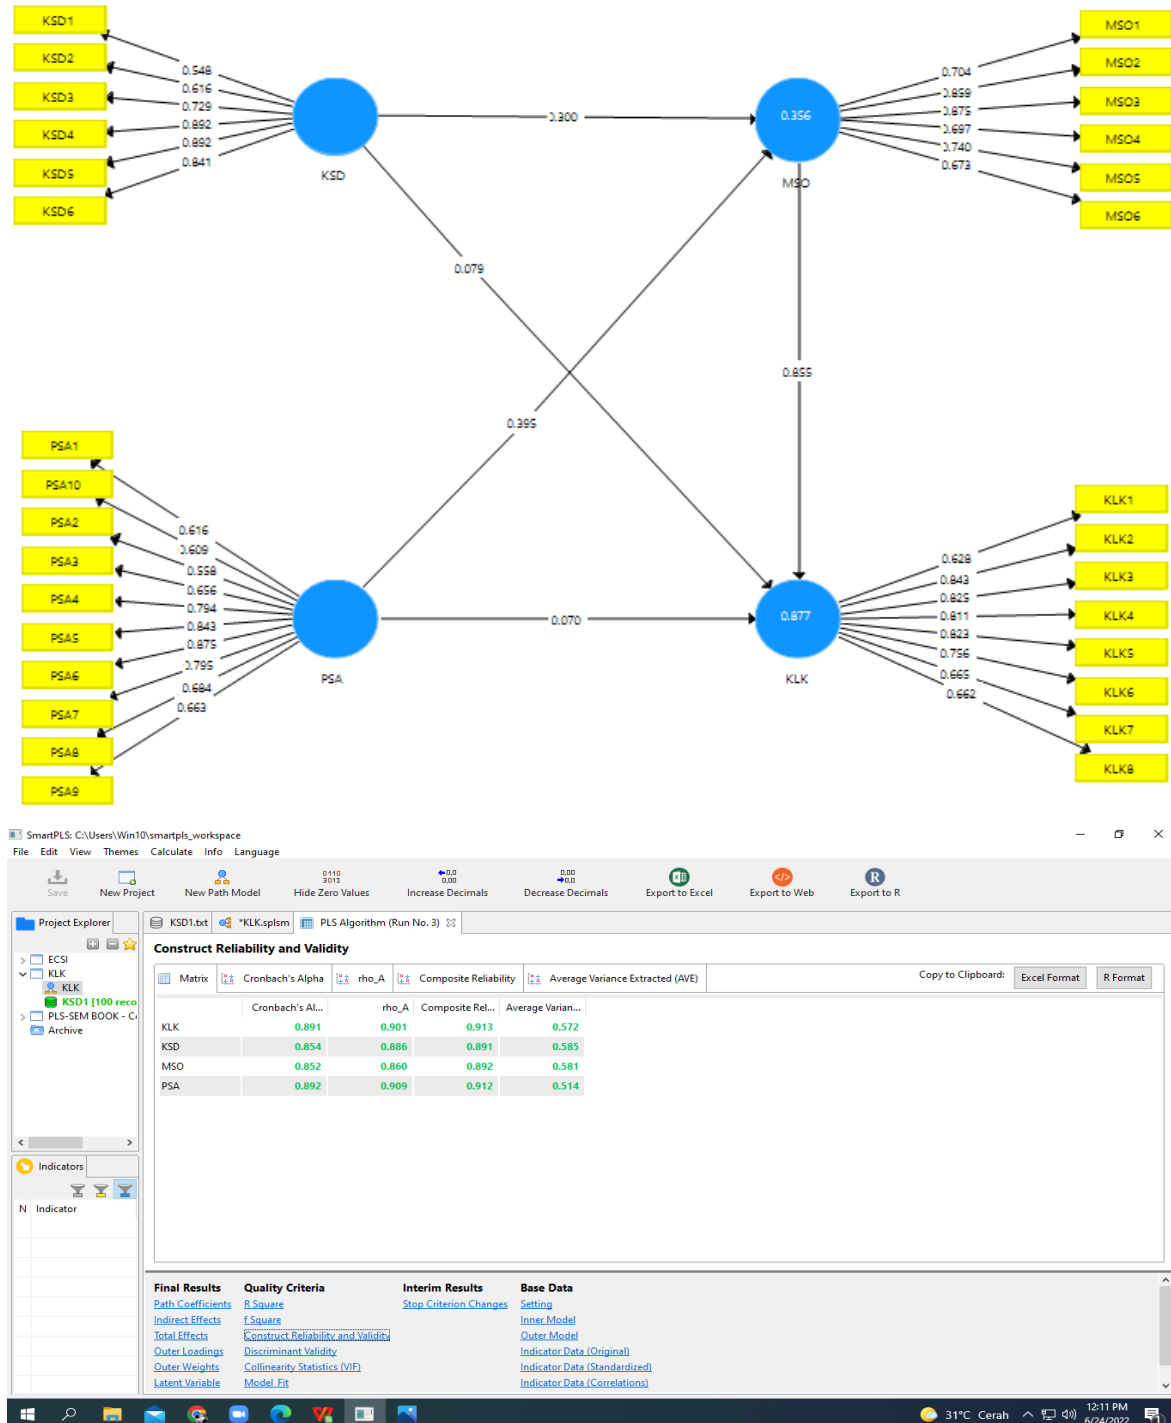 KSD1
KSD2
KSD3
KSD4
KSD5
KSD6
0.548
0.616
0.729
0.892
0.892
0.841
KSD
0.300
0.079
0.356
MSO
0.704
0.859
0.875
0.697
0.740
0.673
MSO1
MSO2
MSO3
MSO4
MSO5
MSO6
0.855
0.395
PSA1
PSA10
PSA2
PSA3
PSA4
PSA5
PSA6
PSA7
PSA8
PSA9
0.616
0.609
0.558
0.656
0.794
0.843
0.875
0.795
0.684
0.663
PSA
0.070
0.877
KLK
0.628
0.843
0.825
0.811
0.823
0.756
0.665
0.662
KLK1
KLK2
KLK3
KLK4
KLK5
KLK6
KLK7
KLK8
SmartPLS: C:\Users\Win10\smartpls_workspace
File Edit View Themes Calculate Info Language
Save New Project New Path Model Hide Zero Values Increase Decimals Decrease Decimals Export to Excel Export to Web Export to R
Project Explorer
ECSI
KLK
KLK
KSD1 [100 reco
PLS-SEM BOOK - Co
Archive
Indicators
N Indicator
KSD1.txt *KLK.splsm PLS Algorithm (Run No. 3)
Construct Reliability and Validity
Matrix Cronbach's Alpha rho_A Composite Reliability Average Variance Extracted (AVE) Copy to Clipboard: Excel Format R Format
Cronbach's Al... rho_A Composite Rel... Average Varian...
KLK 0.891 0.901 0.913 0.572
KSD 0.854 0.886 0.891 0.585
MSO 0.852 0.860 0.892 0.581
PSA 0.892 0.909 0.912 0.514
Final Results Quality Criteria Interim Results Base Data
Path Coefficients R Square Stop Criterion Changes Setting
Indirect Effects f Square Inner Model
Total Effects Construct Reliability and Validity Outer Model
Outer Loadings Discriminant Validity Indicator Data (Original)
Outer Weights Collinearity Statistics (VIF) Indicator Data (Standardized)
Latent Variable Model_Fit Indicator Data (Correlations)
31°C Cerah 12:11 PM
6/24/2022